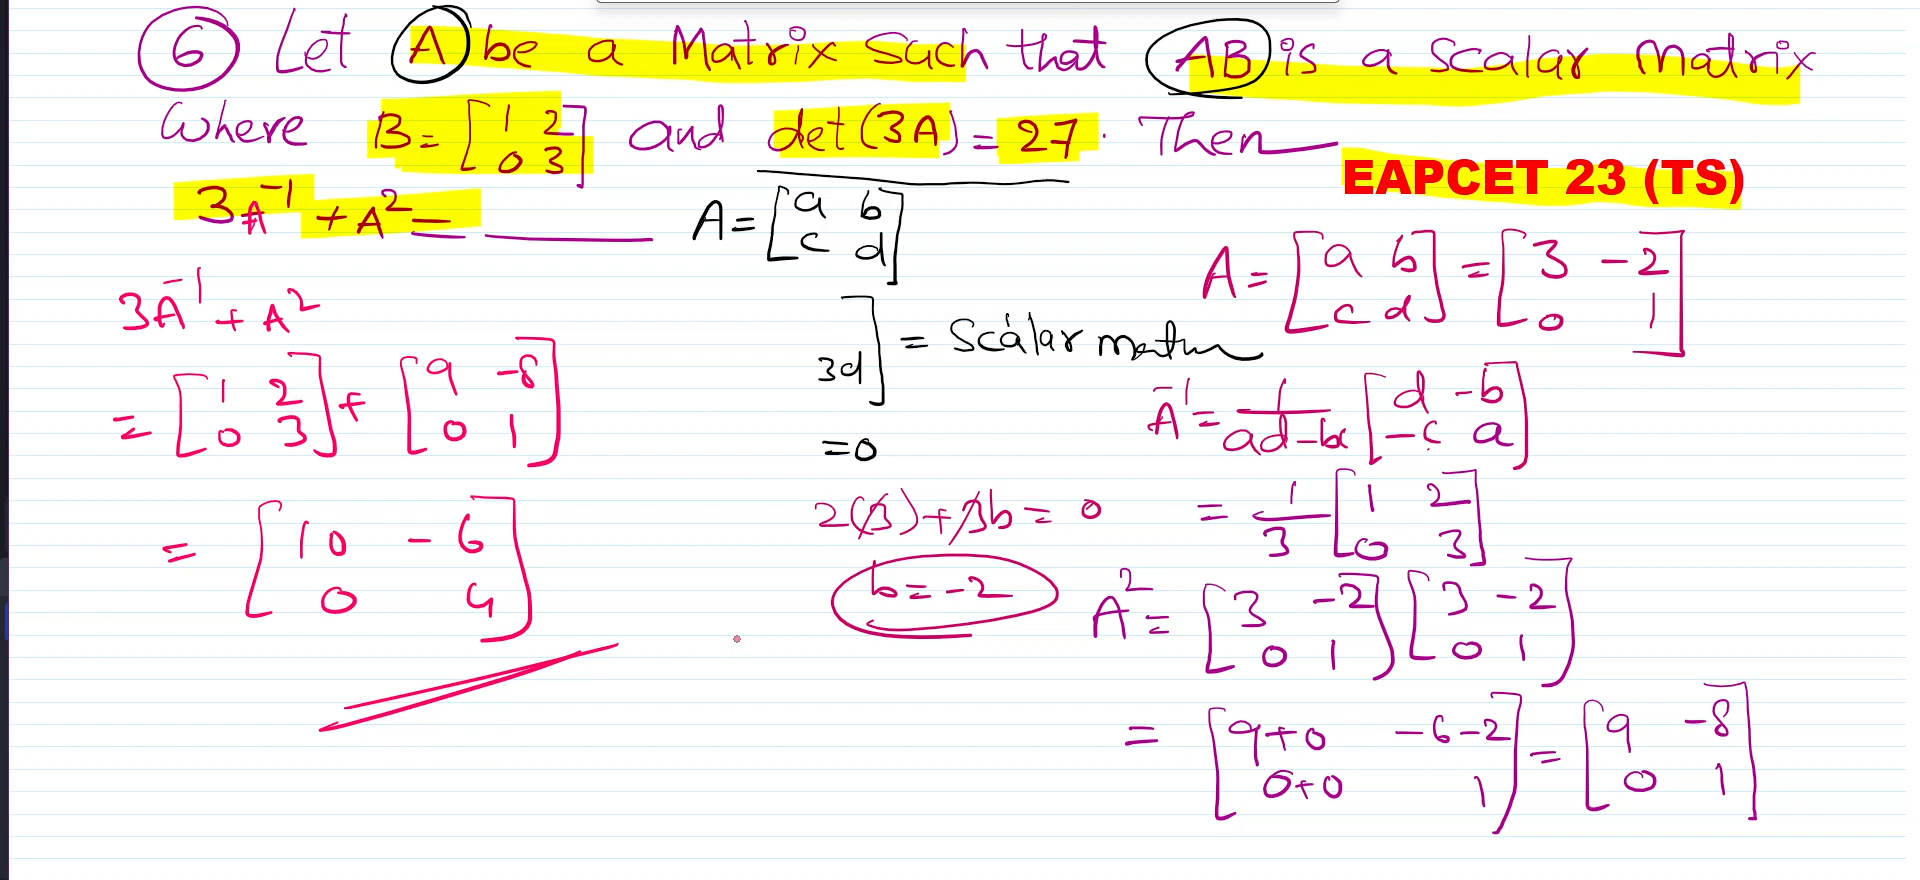 6 Let A be a Matrix Such that AB is a Scalar Matrix
Where B = [1 2 0 3] and det(3A) = 27. Then
EAPCET 23 (TS)
3A⁻¹ + A² = ______
A = [a b c d]
3A⁻¹ + A²
= [1 2 0 3] + [9 -8 0 1]
= [10 -6 0 4]
3d] = Scalar matrix
= 0
2(3) + 3b = 0
b = -2
A = [a b c d] = [3 -2 0 1]
A⁻¹ = 1/ad-bc [d -b -c a]
= 1/3 [1 2 0 3]
A² = [3 -2 0 1] [3 -2 0 1]
= [9+0 -6-2 0+0 1] = [9 -8 0 1]